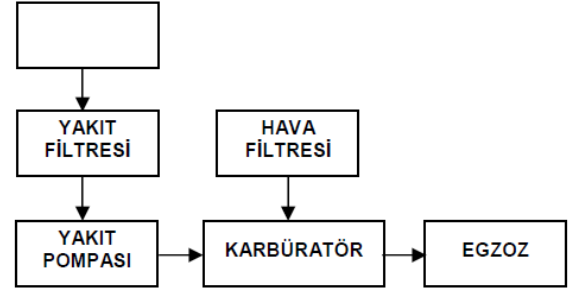 YAKIT
FİLTRESİ
HAVA
FİLTRESİ
YAKIT
POMPASI
KARBÜRATÖR
EGZOZ